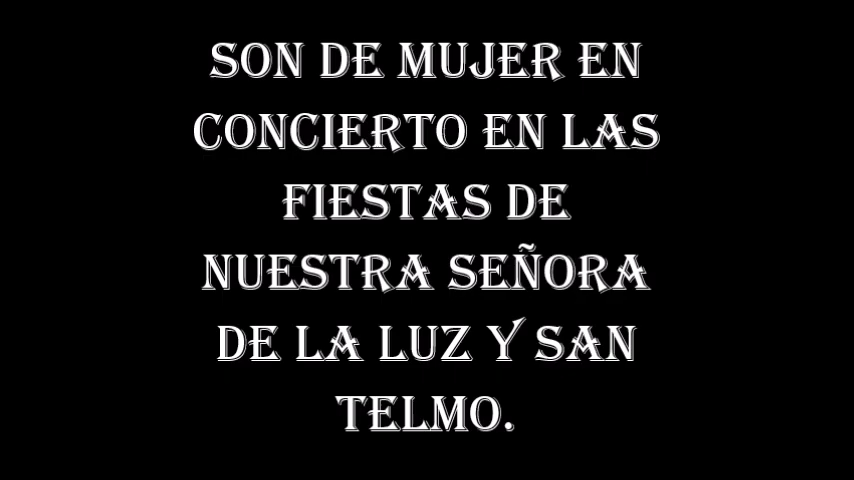 SON DE MUJER EN
CONCIERTO EN LAS
FIESTAS DE
NUESTRA SEÑORA
DE LA LUZ Y SAN
TELMO.